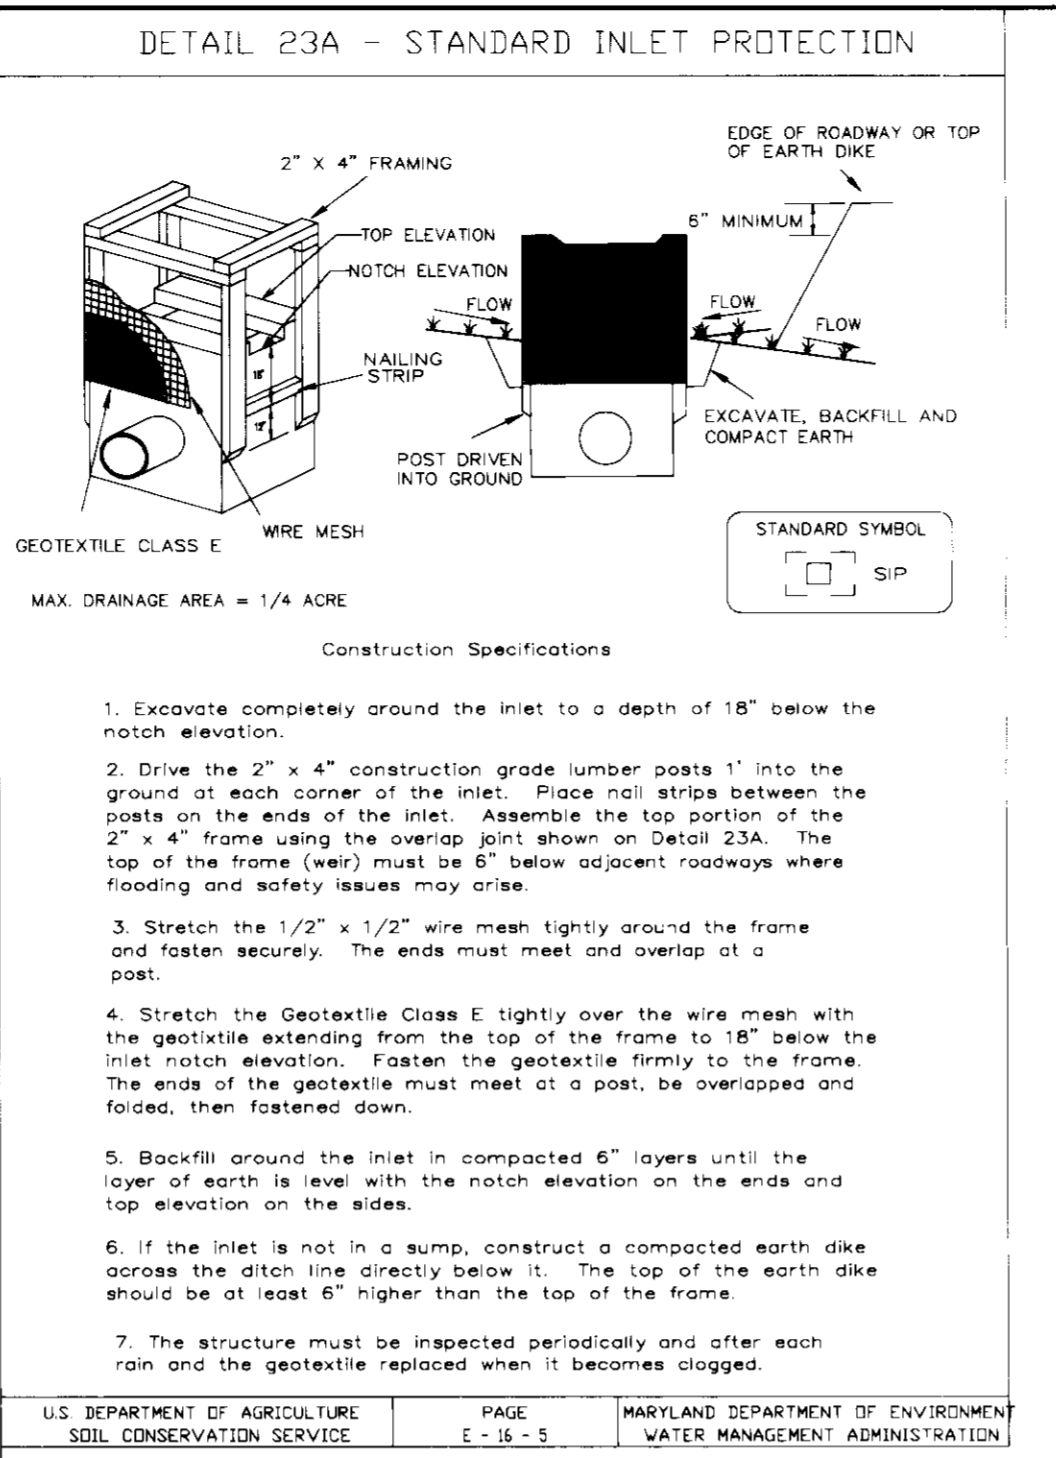 DETAIL 23A - STANDARD INLET PROTECTION
EDGE OF ROADWAY OR TOP
OF EARTH DIKE
2" X 4" FRAMING
6" MINIMUM
TOP ELEVATION
NOTCH ELEVATION
FLOW
FLOW
FLOW
NAILING
STRIP
18"
12"
EXCAVATE, BACKFILL AND
COMPACT EARTH
POST DRIVEN
INTO GROUND
WIRE MESH
GEOTEXTILE CLASS E
STANDARD SYMBOL
SIP
MAX. DRAINAGE AREA = 1/4 ACRE
Construction Specifications
1. Excavate completely around the inlet to a depth of 18" below the
notch elevation.
2. Drive the 2" x 4" construction grade lumber posts 1' into the
ground at each corner of the inlet. Place nail strips between the
posts on the ends of the inlet. Assemble the top portion of the
2" x 4" frame using the overlap joint shown on Detail 23A. The
top of the frame (weir) must be 6" below adjacent roadways where
flooding and safety issues may arise.
3. Stretch the 1/2" x 1/2" wire mesh tightly around the frame
and fasten securely. The ends must meet and overlap at a
post.
4. Stretch the Geotextile Class E tightly over the wire mesh with
the geotixtile extending from the top of the frame to 18" below the
inlet notch elevation. Fasten the geotextile firmly to the frame.
The ends of the geotextile must meet at a post, be overlapped and
folded, then fastened down.
5. Backfill around the inlet in compacted 6" layers until the
layer of earth is level with the notch elevation on the ends and
top elevation on the sides.
6. If the inlet is not in a sump, construct a compacted earth dike
across the ditch line directly below it. The top of the earth dike
should be at least 6" higher than the top of the frame.
7. The structure must be inspected periodically and after each
rain and the geotextile replaced when it becomes clogged.
U.S. DEPARTMENT OF AGRICULTURE
SOIL CONSERVATION SERVICE
PAGE
E - 16 - 5
MARYLAND DEPARTMENT OF ENVIRONMENT
WATER MANAGEMENT ADMINISTRATION